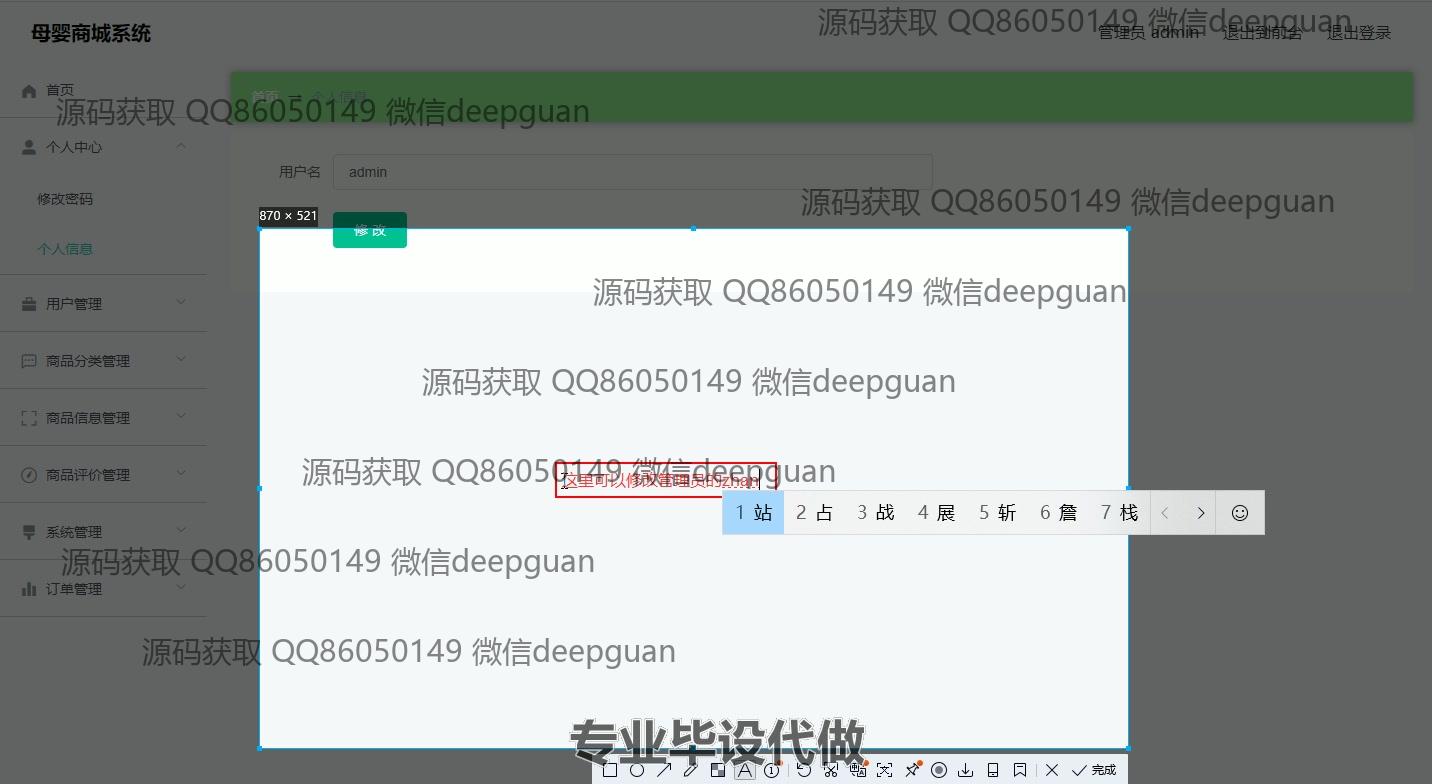 母婴商城系统
源码获取 QQ86050149 微信deepguan
管理员 admin 退出到前台 退出登录
首页
首页 → 个人信息
源码获取 QQ86050149 微信deepguan
个人中心
用户名 admin
修改密码
源码获取 QQ86050149 微信deepguan
870 × 521
修 改
个人信息
源码获取 QQ86050149 微信deepguan
用户管理
商品分类管理
源码获取 QQ86050149 微信deepguan
商品信息管理
源码获取 QQ86050149 微信deepguan
商品评价管理
这里可以修改管理员的zhan
1 站 2 占 3 战 4 展 5 斩 6 詹 7 栈
系统管理
源码获取 QQ86050149 微信deepguan
订单管理
源码获取 QQ86050149 微信deepguan
专业毕设代做
完成